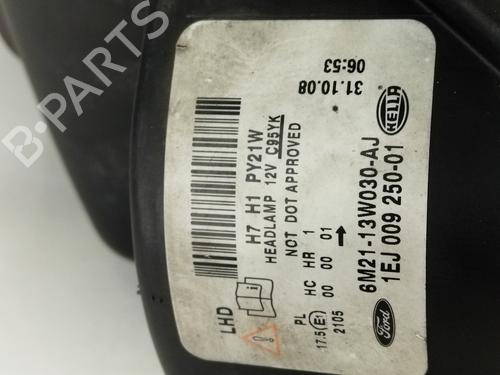 B-PARTS
31.10.08
06:53
HELLA
H7 H1 PY21W
HEADLAMP 12V C95YK
NOT DOT APPROVED
6M21-13W030-AJ
1EJ 009 250-01
LHD
PL HC HR 1
17.5 E1 00 00 01
2105
Ford